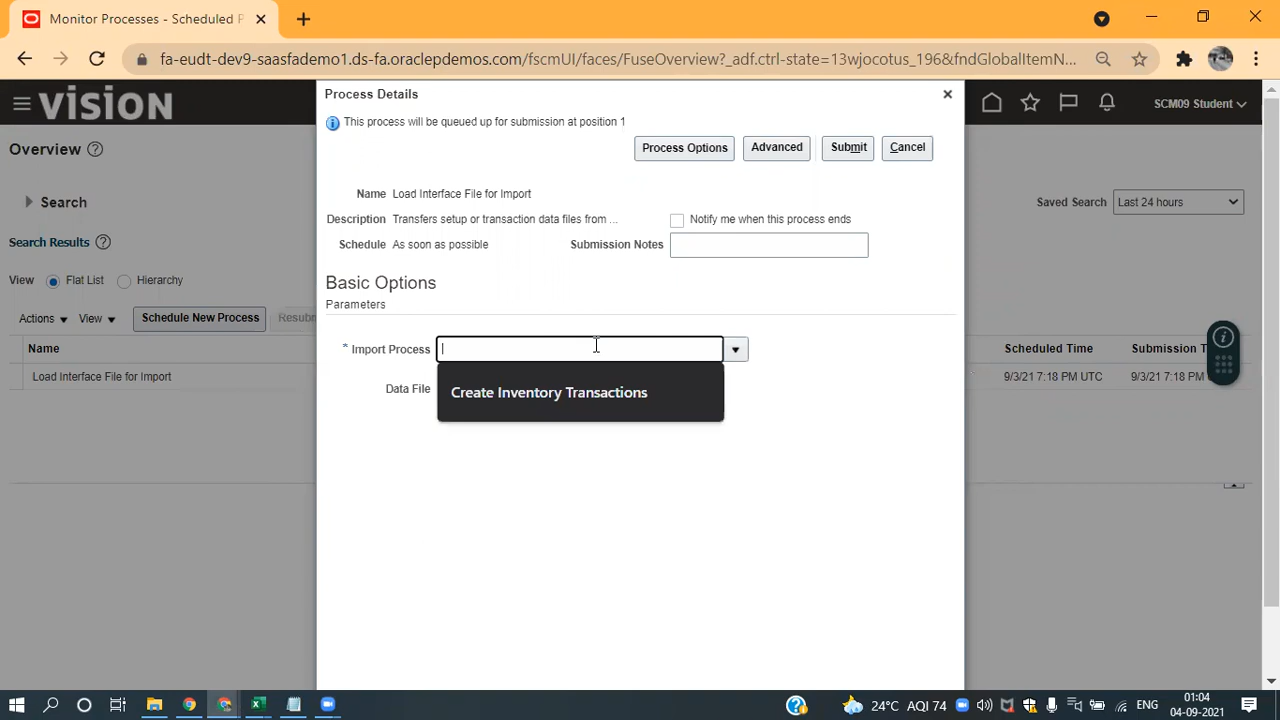 Monitor Processes - Scheduled P
fa-eudt-dev9-saasfademo1.ds-fa.oraclepdemos.com/fscmUI/faces/FuseOverview?_adf.ctrl-state=13wjocotus_196&fndGlobalItemN...
vision
SCM09 Student
Process Details
This process will be queued up for submission at position 1
Process Options
Advanced
Submit
Cancel
Overview
Search
Saved Search
Last 24 hours
Name Load Interface File for Import
Description Transfers setup or transaction data files from ...
Notify me when this process ends
Schedule As soon as possible
Submission Notes
Search Results
View Flat List Hierarchy
Basic Options
Parameters
Actions View Schedule New Process Resubm
Name
Scheduled Time
Submission T
* Import Process
Load Interface File for Import
9/3/21 7:18 PM UTC
9/3/21 7:18 PM UT
Data File
Create Inventory Transactions
24°C AQI 74
ENG
01:04
04-09-2021